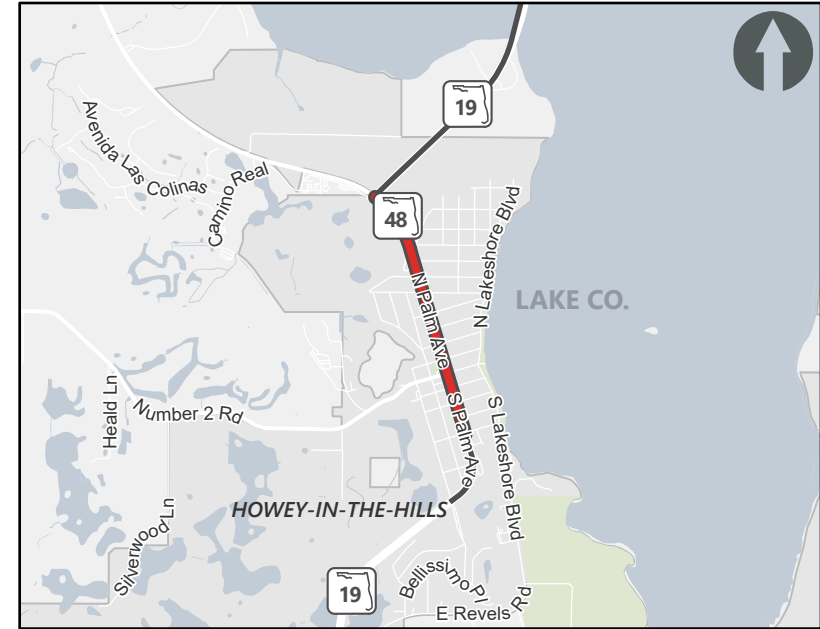 19
Avenida Las Colinas
Camino Real
48
N Lakeshore Blvd
N Palm Ave
LAKE CO.
Heald Ln
Number 2 Rd
S Palm Ave
S Lakeshore Blvd
HOWEY-IN-THE-HILLS
Silverwood Ln
19
Bellissimo Pl
E Revels Rd